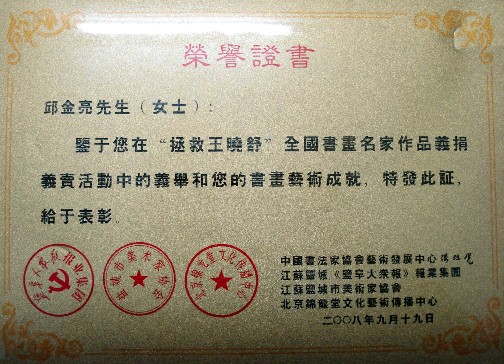 榮譽證書
邱金亮先生（女士）：
鑒于您在“拯救王曉舒”全國書畫名家作品義捐
義賣活動中的義舉和您的書畫藝術成就，特發此証，
給于表彰。
中國書法家協會藝術發展中心
江蘇鹽城《鹽阜大衆報》報業集團
江蘇鹽城市美術家協會
北京錦龍堂文化藝術傳播中心
二〇〇八年九月十九日